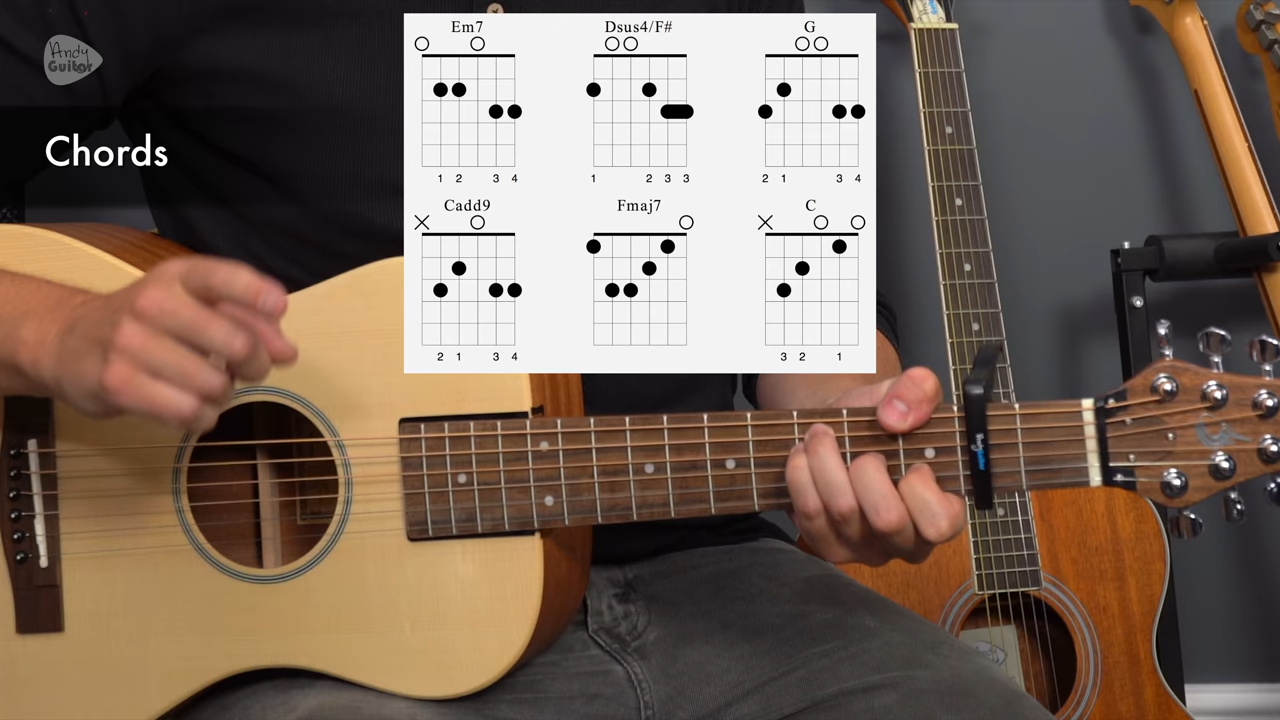 Andy
Guitar
Chords
Em7
Dsus4/F#
G
1 2 3 4
1 2 3 3
2 1 3 4
Cadd9
Fmaj7
C
2 1 3 4
3 2 1